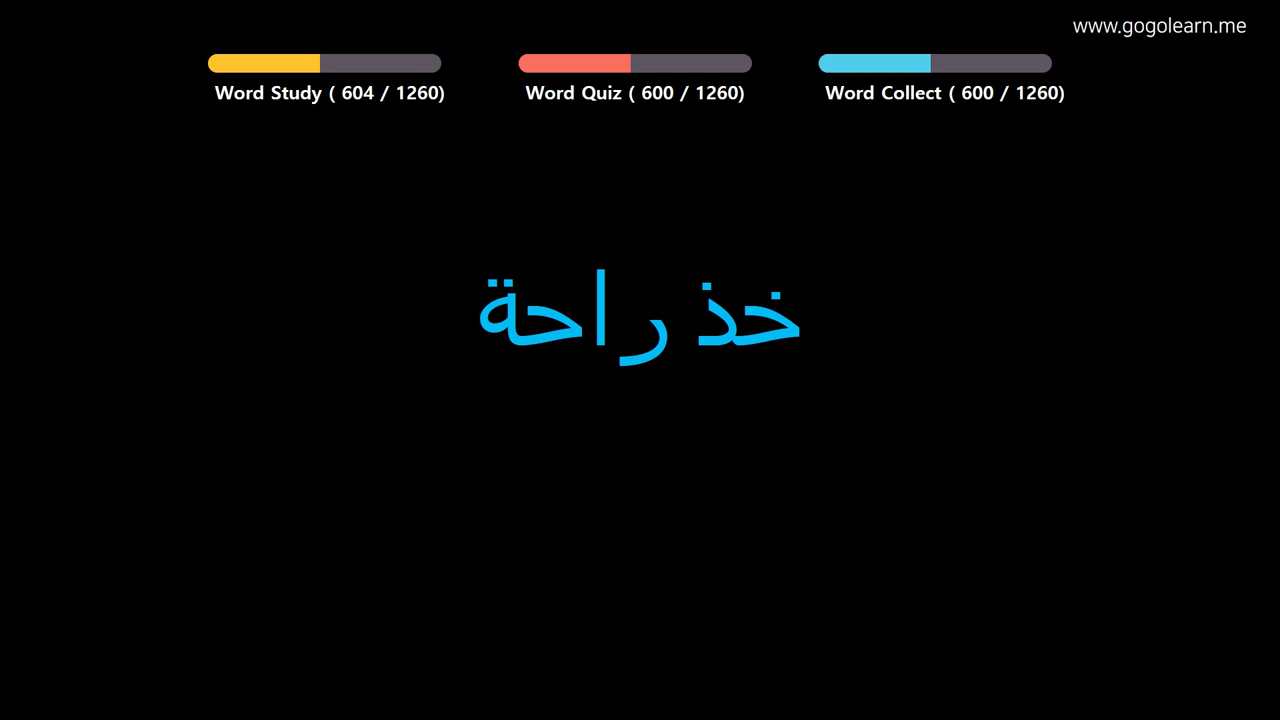 www.gogolearn.me
Word Study ( 604 / 1260)
Word Quiz ( 600 / 1260)
Word Collect ( 600 / 1260)
خذ راحة